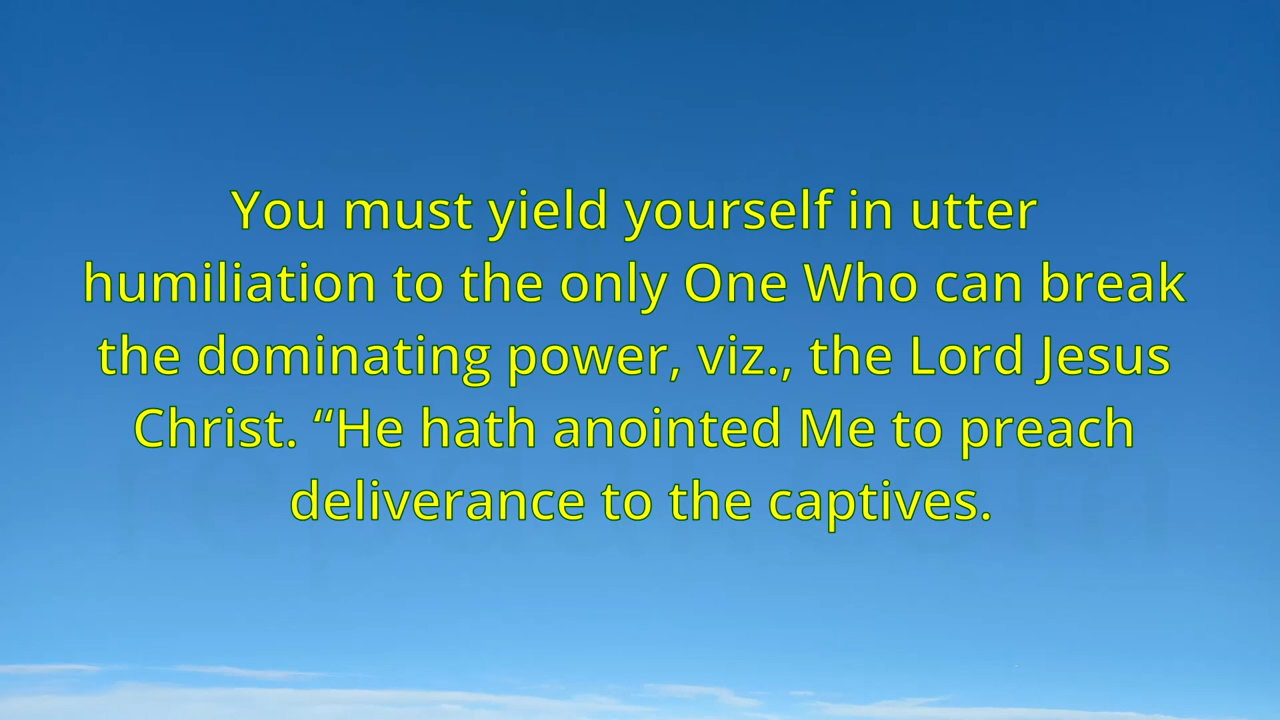 You must yield yourself in utter
humiliation to the only One Who can break
the dominating power, viz., the Lord Jesus
Christ. “He hath anointed Me to preach
deliverance to the captives.